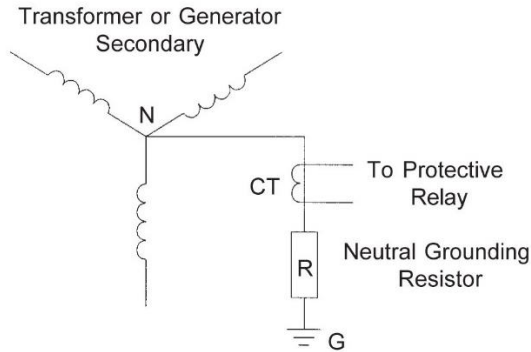 Transformer or Generator
Secondary
N
CT
To Protective
Relay
R
Neutral Grounding
Resistor
G